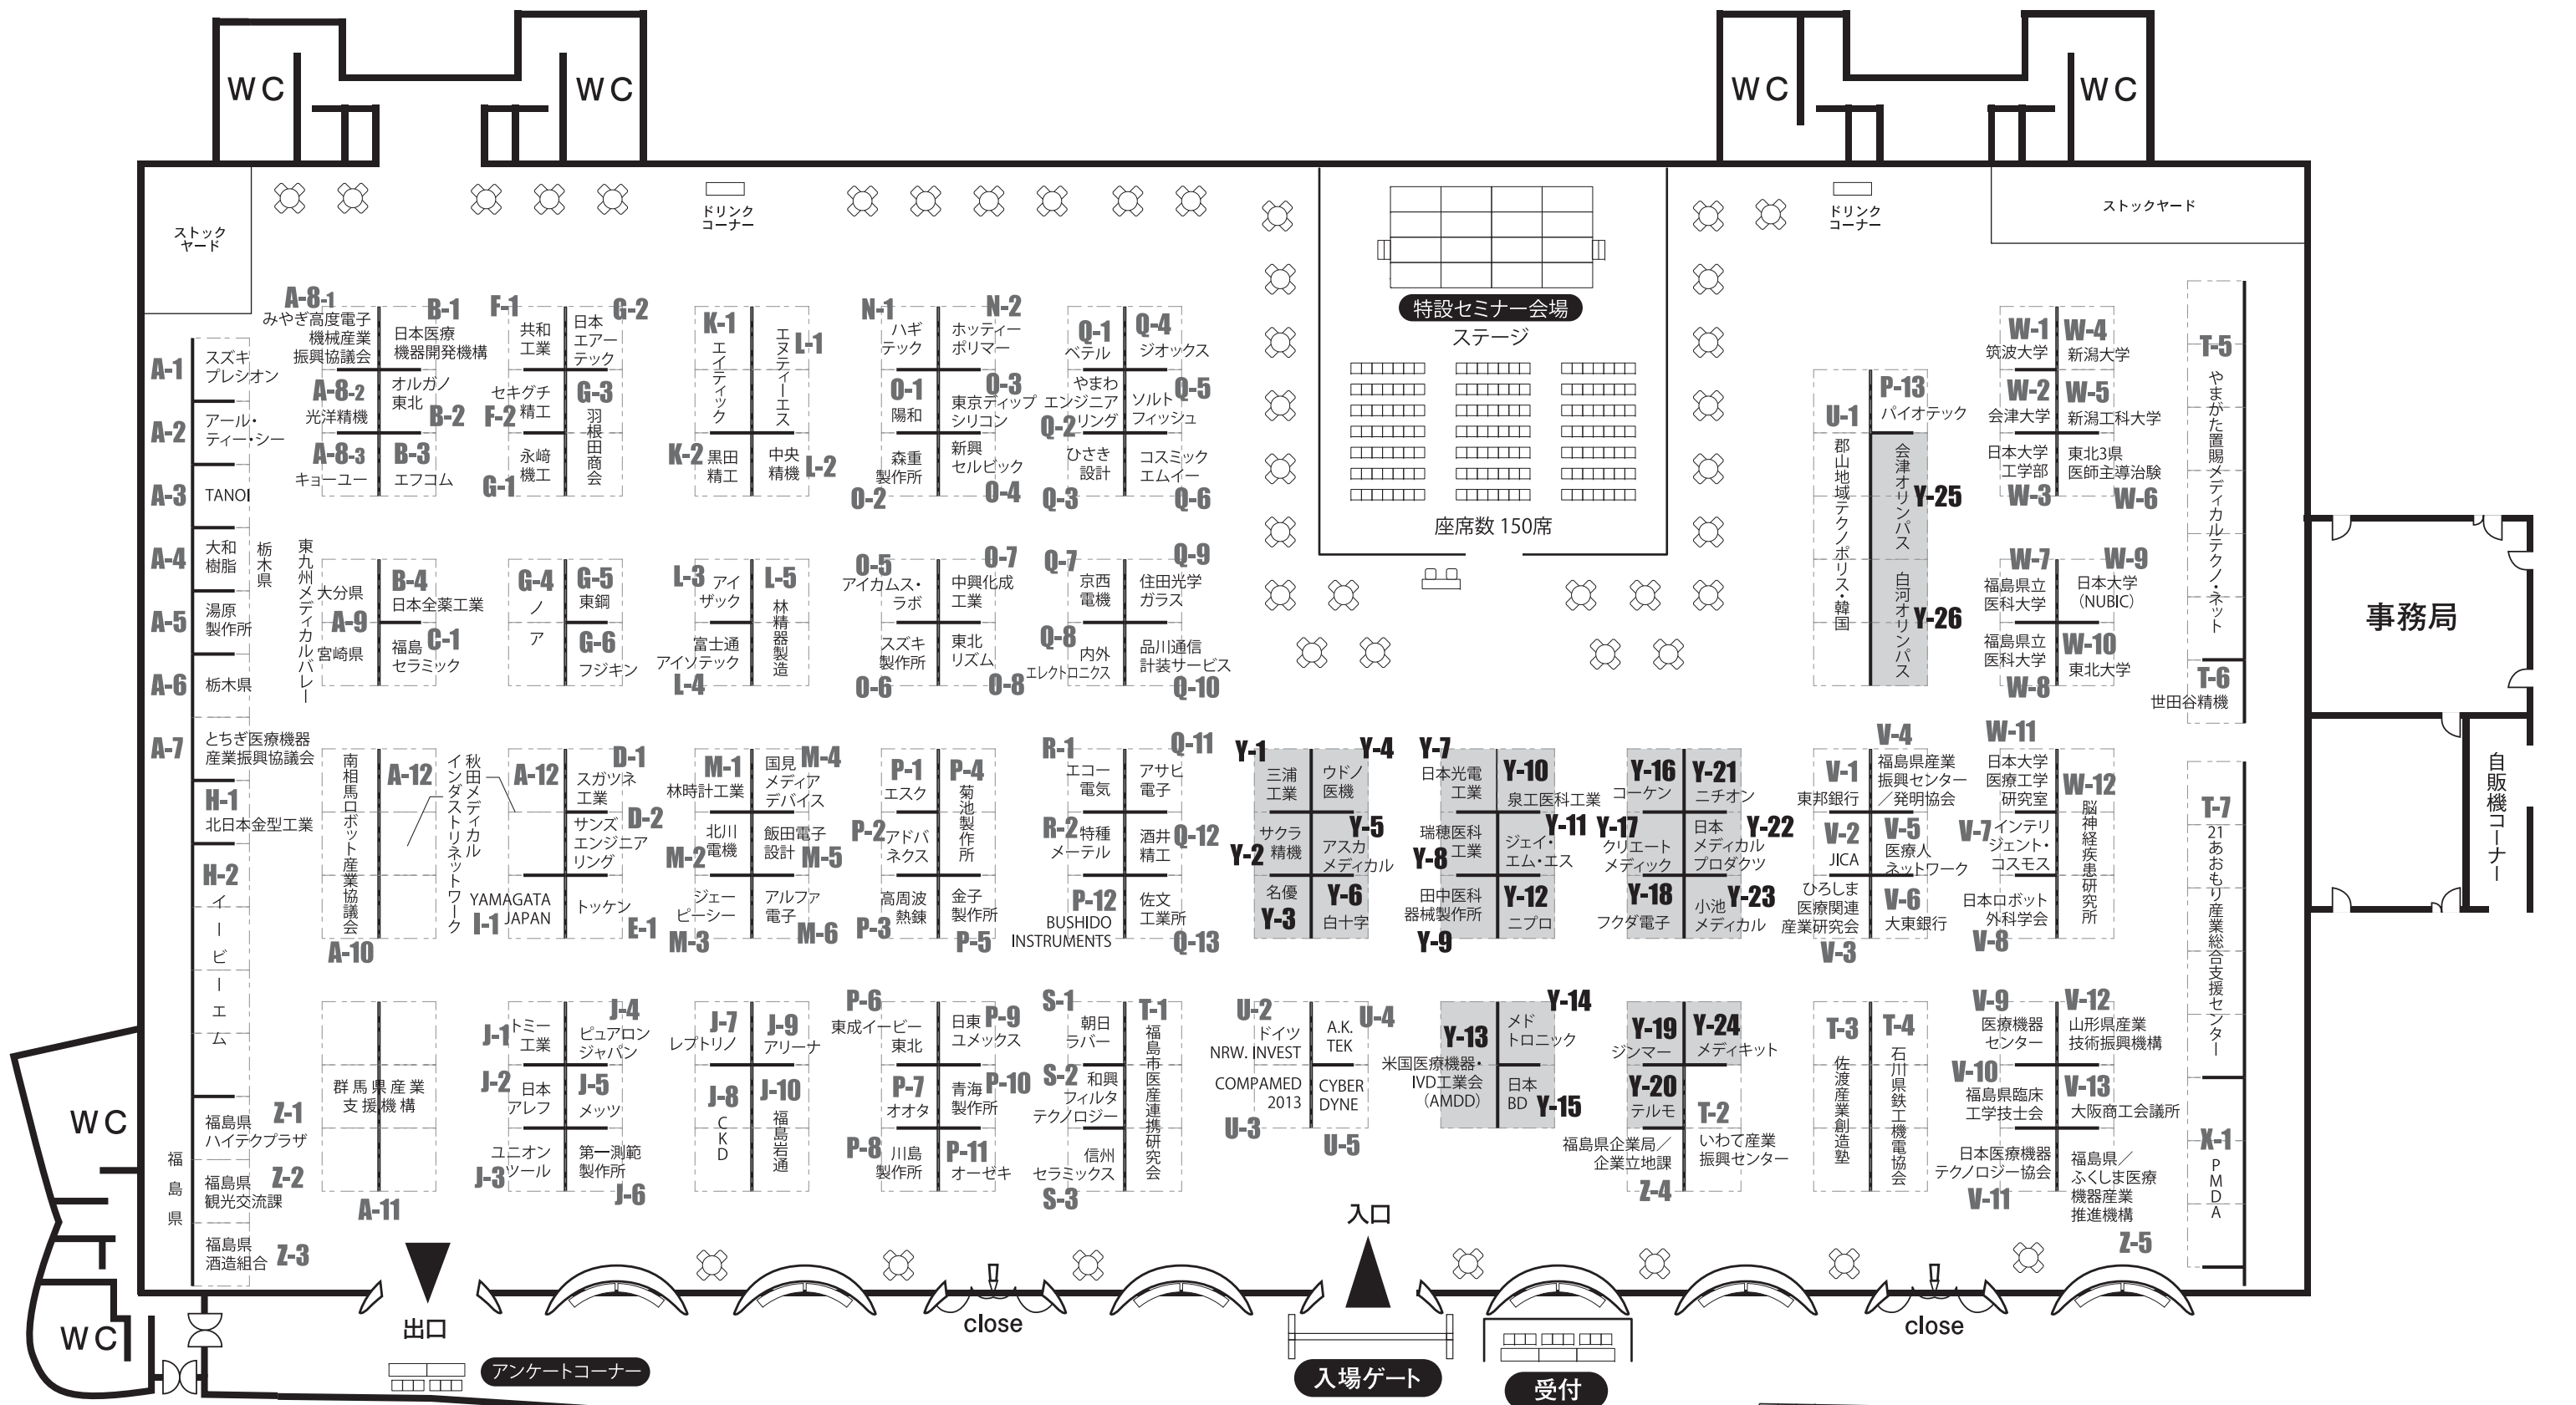 WC
WC
WC
WC
ストック
ヤード
ドリンク
コーナー
特設セミナー会場
ステージ
座席数 150席
ドリンク
コーナー
ストックヤード
A-1
スズキ
プレシオン
A-2
アール・
ティー・シー
A-3
TANOI
A-4
大和
樹脂
栃木県
A-5
湯原
製作所
A-6
栃木県
A-7
とちぎ医療機器
産業振興協議会
H-1
北日本金型工業
H-2
イービーエム
Z-1
福島県
ハイテクプラザ
Z-2
福島県
観光交流課
Z-3
福島県
酒造組合
福島県
A-8-1
みやぎ高度電子
機械産業
振興協議会
B-1
日本医療
機器開発機構
A-8-2
光洋精機
オルガノ
東北
B-2
A-8-3
キョーユー
B-3
エフコム
東九州メディカルバレー
大分県
A-9
宮崎県
B-4
日本全薬工業
福島
セラミック
C-1
南相馬ロボット産業協議会
A-10
A-12
秋田メディカル
インダストリネットワーク
群馬県産業
支援機構
A-11
F-1
共和
工業
G-2
日本
エアー
テック
セキグチ
精工
F-2
G-3
羽根田商会
永﨑
機工
G-1
G-4
ノア
G-5
東鋼
G-6
フジキン
A-12
D-1
スガツネ
工業
D-2
サンズ
エンジニア
リング
YAMAGATA
JAPAN
I-1
トッケン
E-1
J-1
トミー
工業
J-4
ピュアロン
ジャパン
J-2
日本
アレフ
J-5
メッツ
ユニオン
ツール
J-3
第一測範
製作所
J-6
K-1
エイティック
エヌティーエス
L-1
K-2
黒田
精工
中央
精機
L-2
L-3
アイ
ザック
L-5
林精器製造
富士通
アイソテック
L-4
M-1
林時計工業
国見
メディア
デバイス
M-4
北川
電機
M-2
飯田電子
設計
M-5
ジェー
ピーシー
M-3
アルファ
電子
M-6
J-7
レプトリノ
J-9
アリーナ
J-8
CKD
J-10
福島岩通
N-1
ハギ
テック
N-2
ホッティー
ポリマー
O-1
陽和
O-3
東京ディップ
シリコン
森重
製作所
O-2
新興
セルビック
O-4
O-5
アイカムス・
ラボ
O-7
中興化成
工業
スズキ
製作所
O-6
東北
リズム
O-8
P-1
エスク
P-4
菊池製作所
P-2
アドバ
ネクス
高周波
熱錬
P-3
金子
製作所
P-5
P-6
東成イービー
東北
日東
ユメックス
P-9
P-7
オオタ
青海
製作所
P-10
P-8
川島
製作所
P-11
オーゼキ
Q-1
ベテル
Q-4
ジオックス
やまわ
エンジニア
リング
Q-2
Q-5
ソルト
フィッシュ
ひさき
設計
Q-3
コスミック
エムイー
Q-6
Q-7
京西
電機
Q-9
住田光学
ガラス
Q-8
内外
エレクトロニクス
品川通信
計装サービス
Q-10
R-1
エコー
電気
Q-11
アサヒ
電子
R-2
特種
メーテル
酒井
精工
Q-12
P-12
BUSHIDO
INSTRUMENTS
佐文
工業所
Q-13
S-1
朝日
ラバー
T-1
福島市医産連携研究会
S-2
和興
フィルタ
テクノロジー
信州
セラミックス
S-3
Y-1
三浦
工業
Y-4
ウドノ
医機
サクラ
精機
Y-2
Y-5
アスカ
メディカル
名優
Y-3
Y-6
白十字
U-2
ドイツ
NRW. INVEST
A.K.
TEK
U-4
COMPAMED
2013
U-3
CYBER
DYNE
U-5
Y-7
日本光電
工業
Y-10
泉工医科工業
瑞穂医科
工業
Y-8
Y-11
ジェイ・
エム・エス
田中医科
器械製作所
Y-9
Y-12
ニプロ
Y-14
メド
トロニック
Y-13
米国医療機器・
IVD工業会
(AMDD)
日本
BD
Y-15
Y-16
コーケン
Y-21
ニチオン
Y-17
クリエート
メディック
日本
メディカル
プロダクツ
Y-22
Y-18
フクダ電子
小池
メディカル
Y-23
Y-19
ジンマー
Y-24
メディキット
Y-20
テルモ
T-2
いわて産業
振興センター
福島県企業局／
企業立地課
Z-4
U-1
郡山地域テクノポリス・韓国
P-13
パイオテック
会津オリンパス
Y-25
白河オリンパス
Y-26
V-1
東邦銀行
V-4
福島県産業
振興センター
／発明協会
V-2
JICA
V-5
医療人
ネットワーク
ひろしま
医療関連
産業研究会
V-3
V-6
大東銀行
T-3
佐渡産業創造塾
T-4
石川県鉄工機電協会
W-1
筑波大学
W-4
新潟大学
W-2
会津大学
W-5
新潟工科大学
日本大学
工学部
W-3
東北3県
医師主導治験
W-6
W-7
福島県立
医科大学
W-9
日本大学
(NUBIC)
福島県立
医科大学
W-8
W-10
東北大学
W-11
日本大学
医療工学
研究室
W-12
脳神経疾患研究所
V-7
インテリ
ジェント・
コスモス
日本ロボット
外科学会
V-8
V-9
医療機器
センター
V-12
山形県産業
技術振興機構
V-10
福島県臨床
工学技士会
V-13
大阪商工会議所
日本医療機器
テクノロジー協会
V-11
福島県／
ふくしま医療
機器産業
推進機構
Z-5
T-5
やまがた置賜メディカルテクノ・ネット
T-6
世田谷精機
T-7
21あおもり産業総合支援センター
X-1
PMDA
事務局
自販機コーナー
WC
WC
出口
アンケートコーナー
close
入口
入場ゲート
受付
close